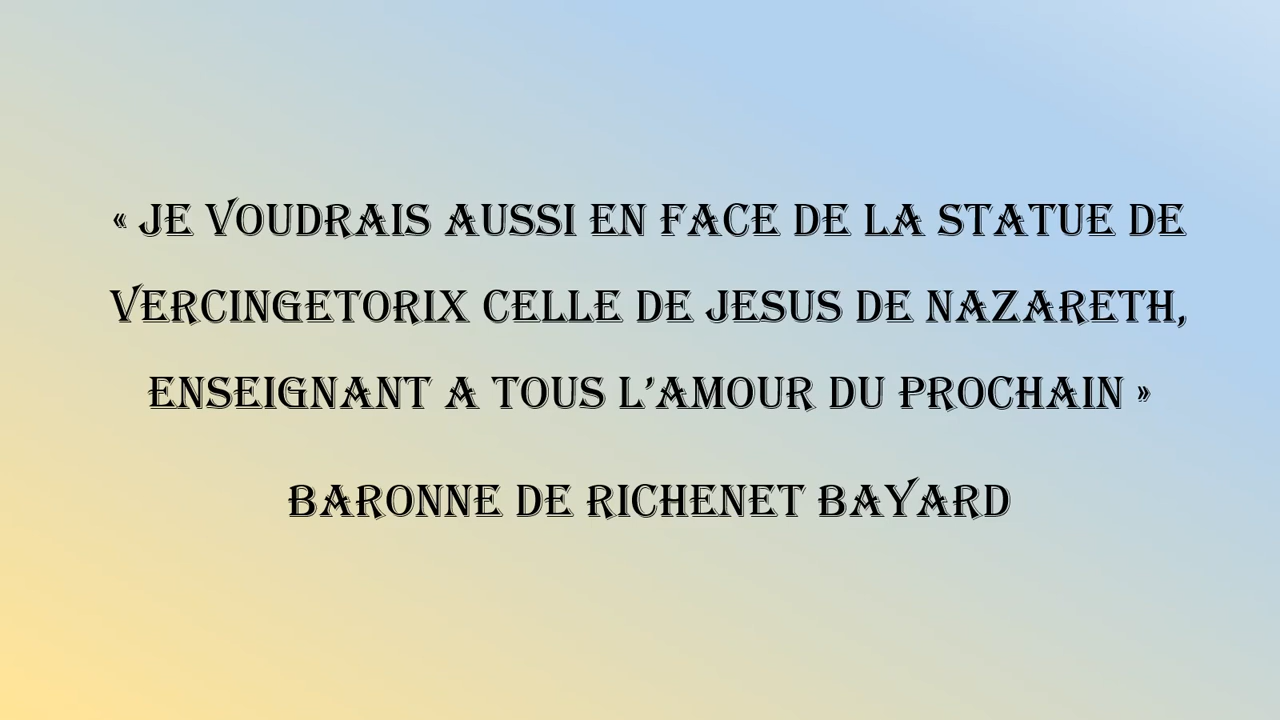 « JE VOUDRAIS AUSSI EN FACE DE LA STATUE DE
VERCINGETORIX CELLE DE JESUS DE NAZARETH,
ENSEIGNANT A TOUS L’AMOUR DU PROCHAIN »
BARONNE DE RICHENET BAYARD